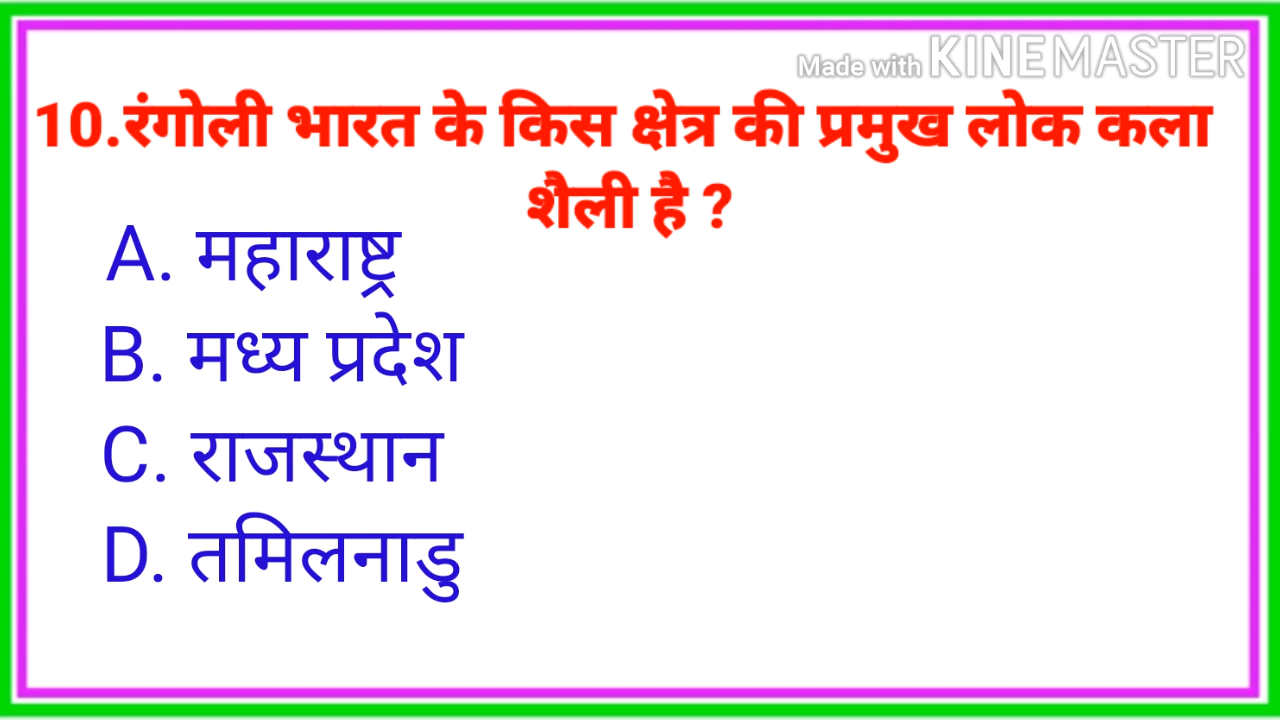 Made with KINEMASTER
10.रंगोली भारत के किस क्षेत्र की प्रमुख लोक कला
शैली है ?
A. महाराष्ट्र
B. मध्य प्रदेश
C. राजस्थान
D. तमिलनाडु